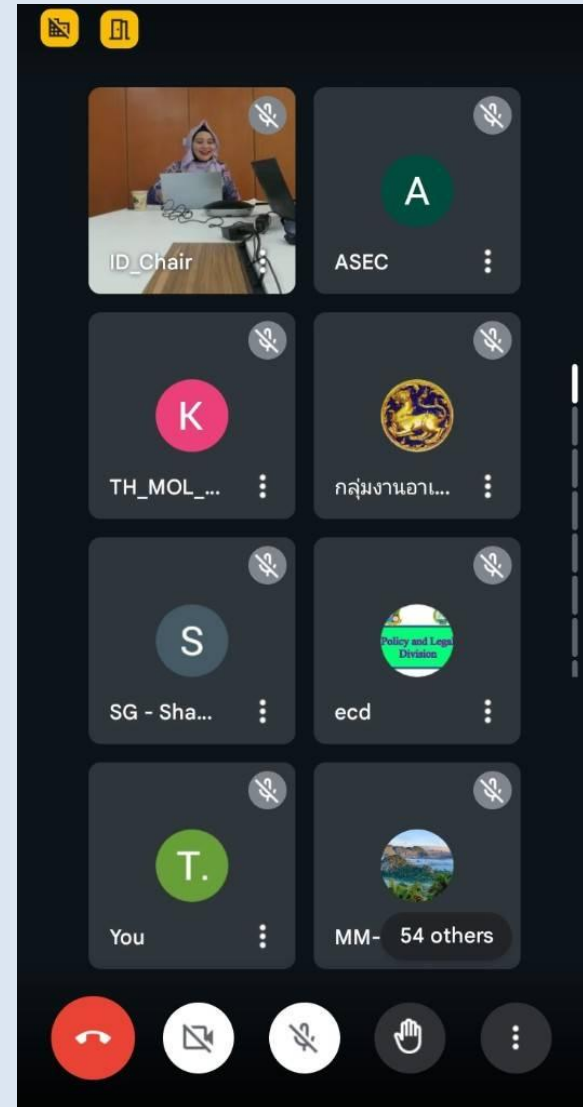 ID_Chair
A
ASEC
K
TH_MOL_...
กลุ่มงานอาเ...
S
SG - Sha...
Policy and Legal
Division
ecd
T.
You
MM-
54 others